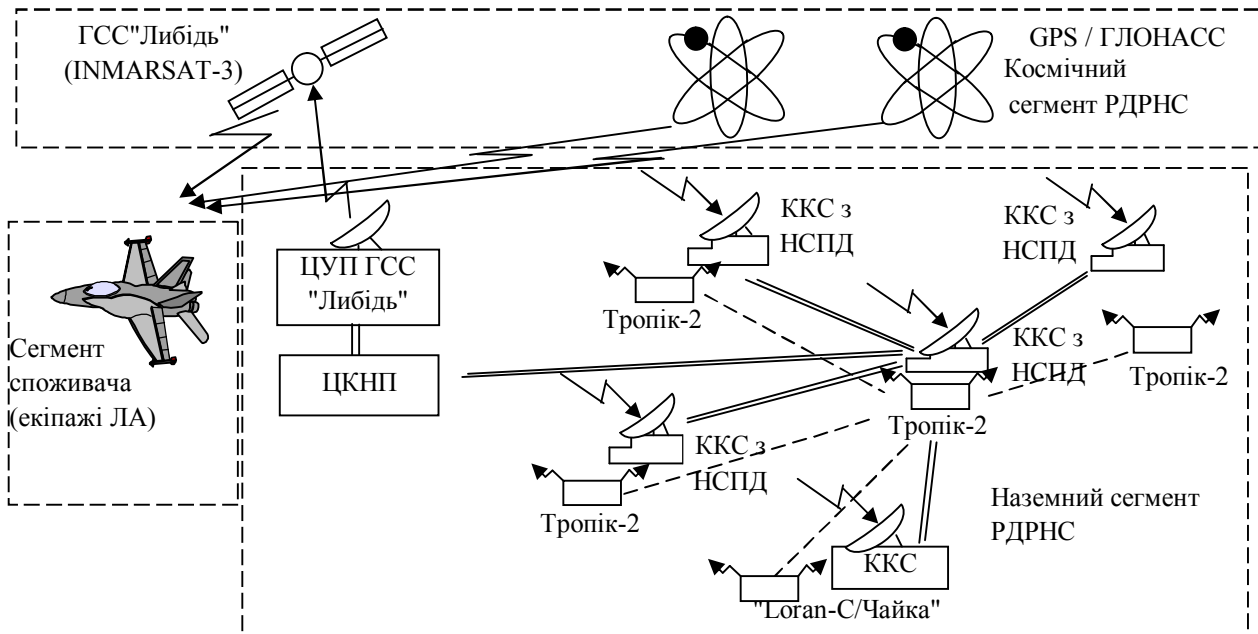 ГСС"Либідь"
(INMARSAT-3)
GPS / ГЛОНАСС
Космічний
сегмент РДРНС
ККС з
НСПД
ККС з
НСПД
ЦУП ГСС
"Либідь"
Тропік-2
Сегмент
споживача
(екіпажі ЛА)
ЦКНП
ККС з
НСПД
Тропік-2
Тропік-2
ККС з
НСПД
Тропік-2
Наземний сегмент
РДРНС
ККС
"Loran-C/Чайка"